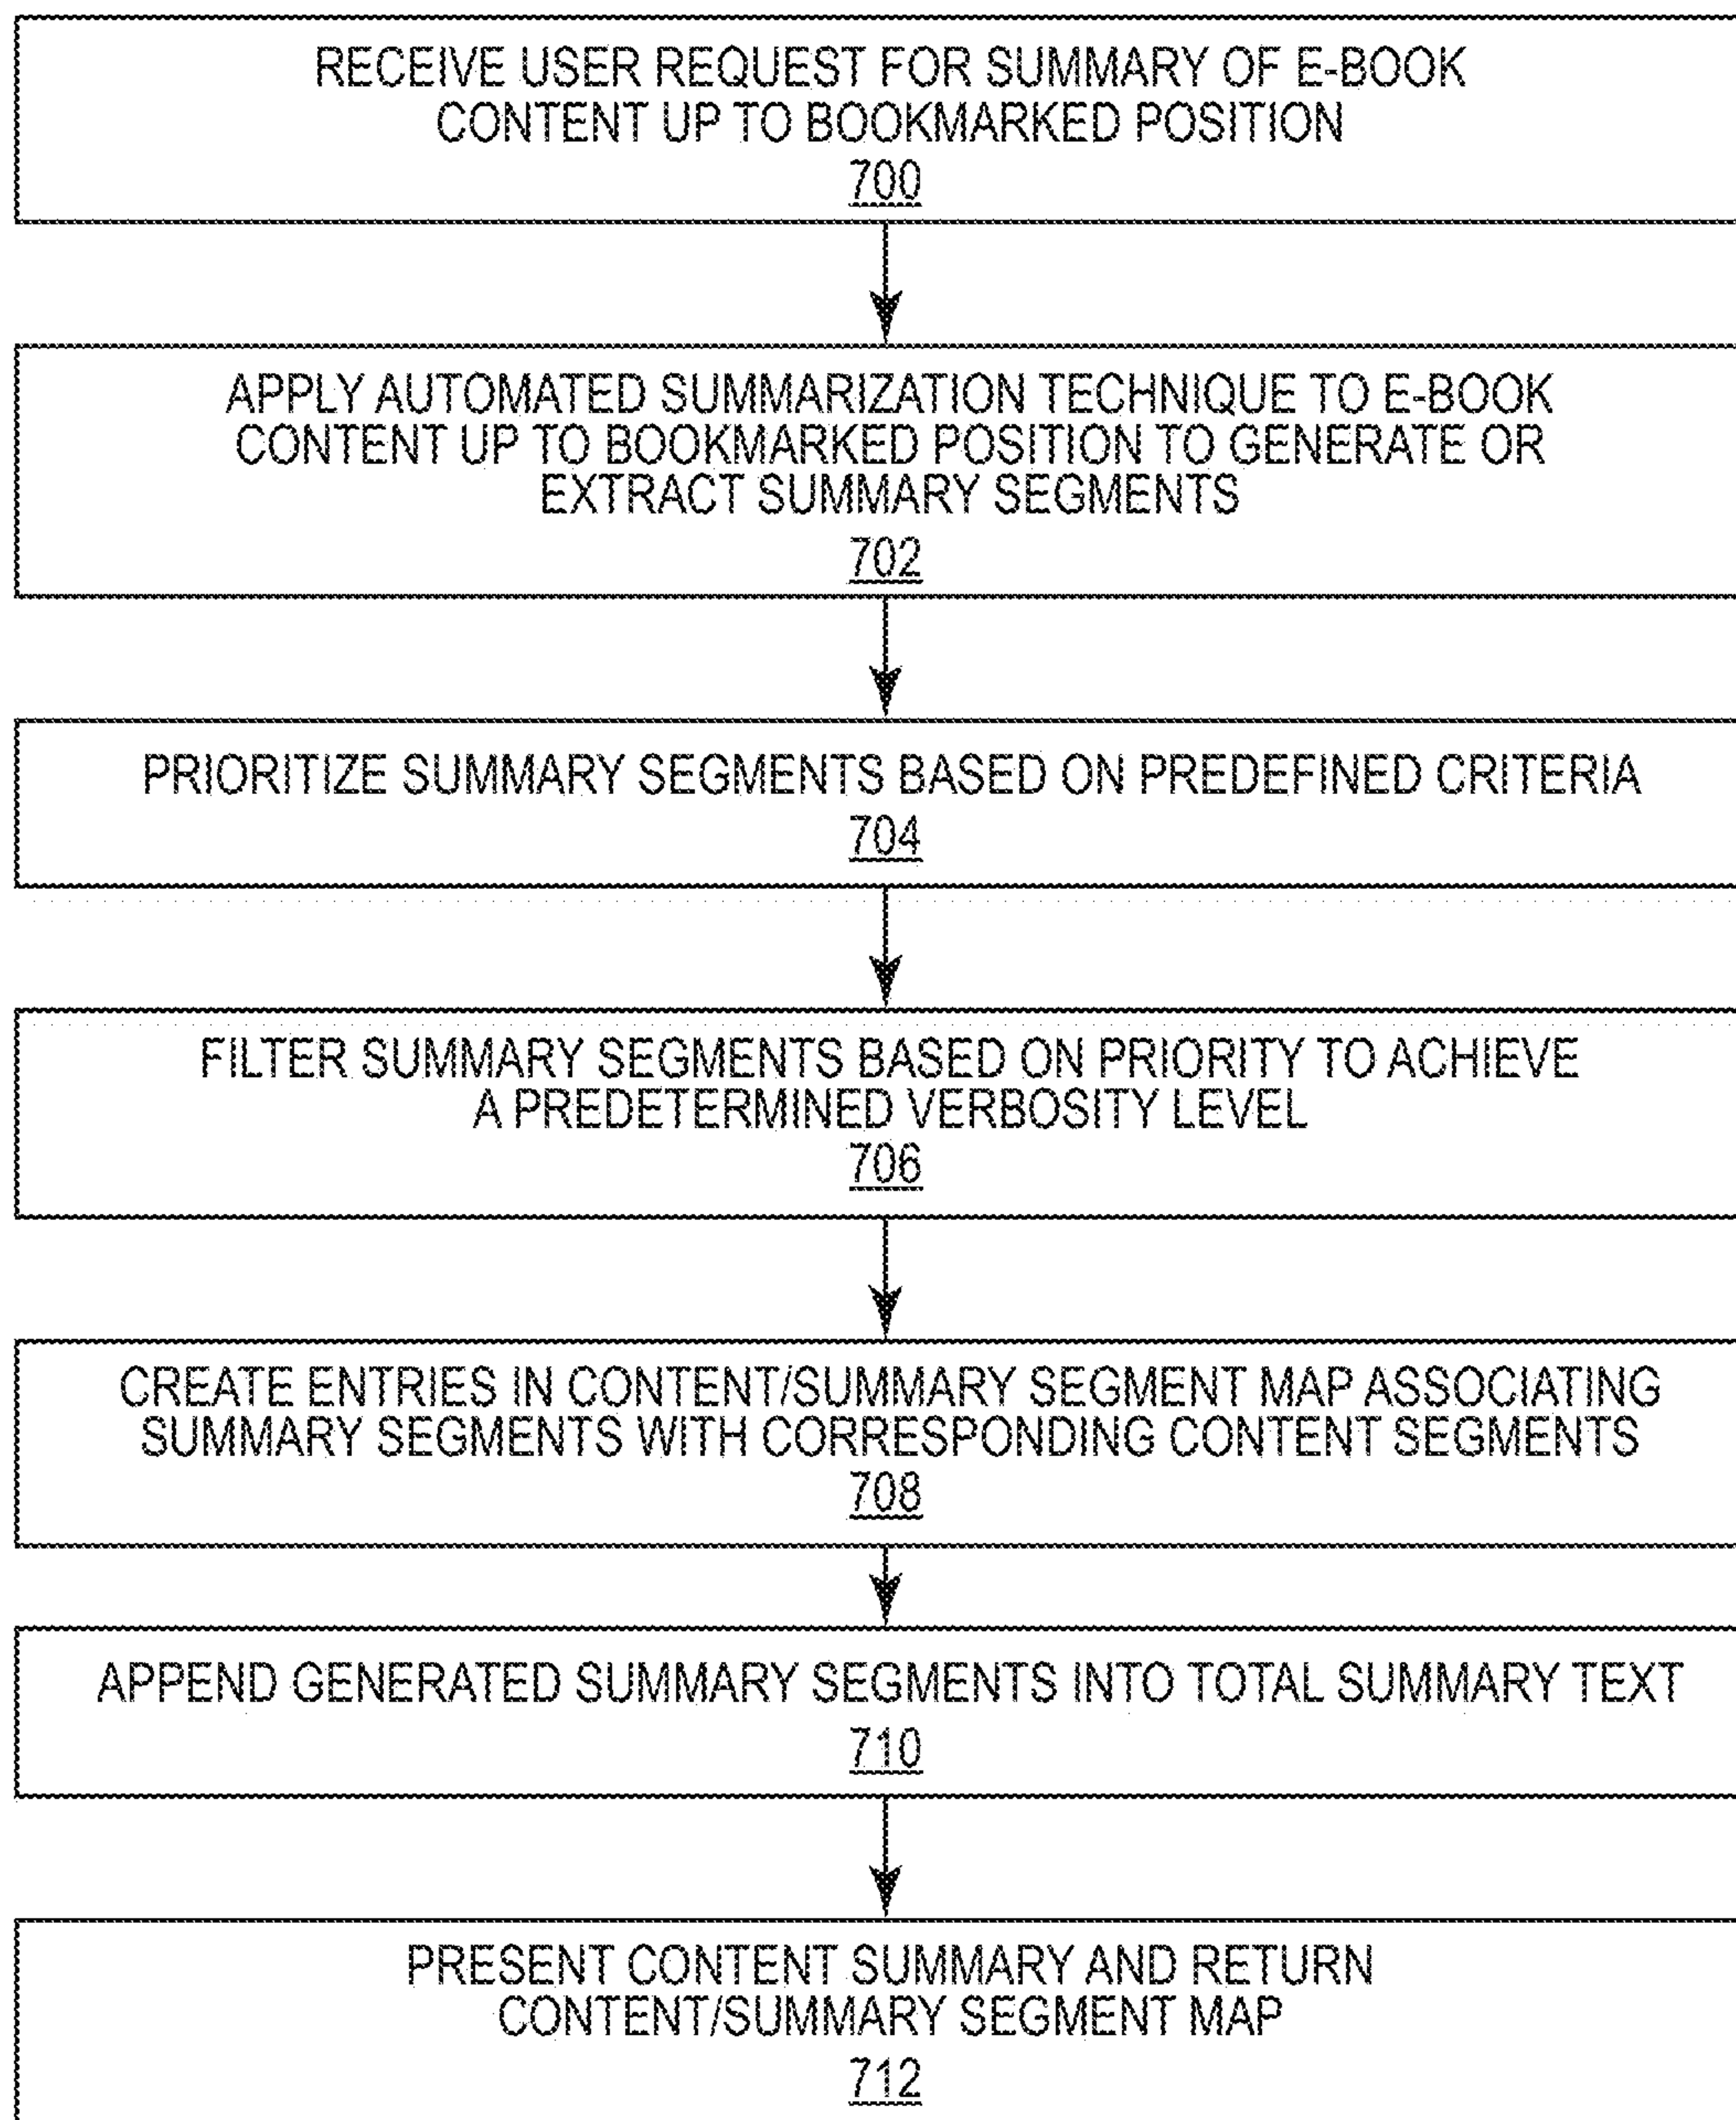 RECEIVE USER REQUEST FOR SUMMARY OF E-BOOK
CONTENT UP TO BOOKMARKED POSITION
700
APPLY AUTOMATED SUMMARIZATION TECHNIQUE TO E-BOOK
CONTENT UP TO BOOKMARKED POSITION TO GENERATE OR
EXTRACT SUMMARY SEGMENTS
702
PRIORITIZE SUMMARY SEGMENTS BASED ON PREDEFINED CRITERIA
704
FILTER SUMMARY SEGMENTS BASED ON PRIORITY TO ACHIEVE
A PREDETERMINED VERBOSITY LEVEL
706
CREATE ENTRIES IN CONTENT/SUMMARY SEGMENT MAP ASSOCIATING
SUMMARY SEGMENTS WITH CORRESPONDING CONTENT SEGMENTS
708
APPEND GENERATED SUMMARY SEGMENTS INTO TOTAL SUMMARY TEXT
710
PRESENT CONTENT SUMMARY AND RETURN
CONTENT/SUMMARY SEGMENT MAP
712